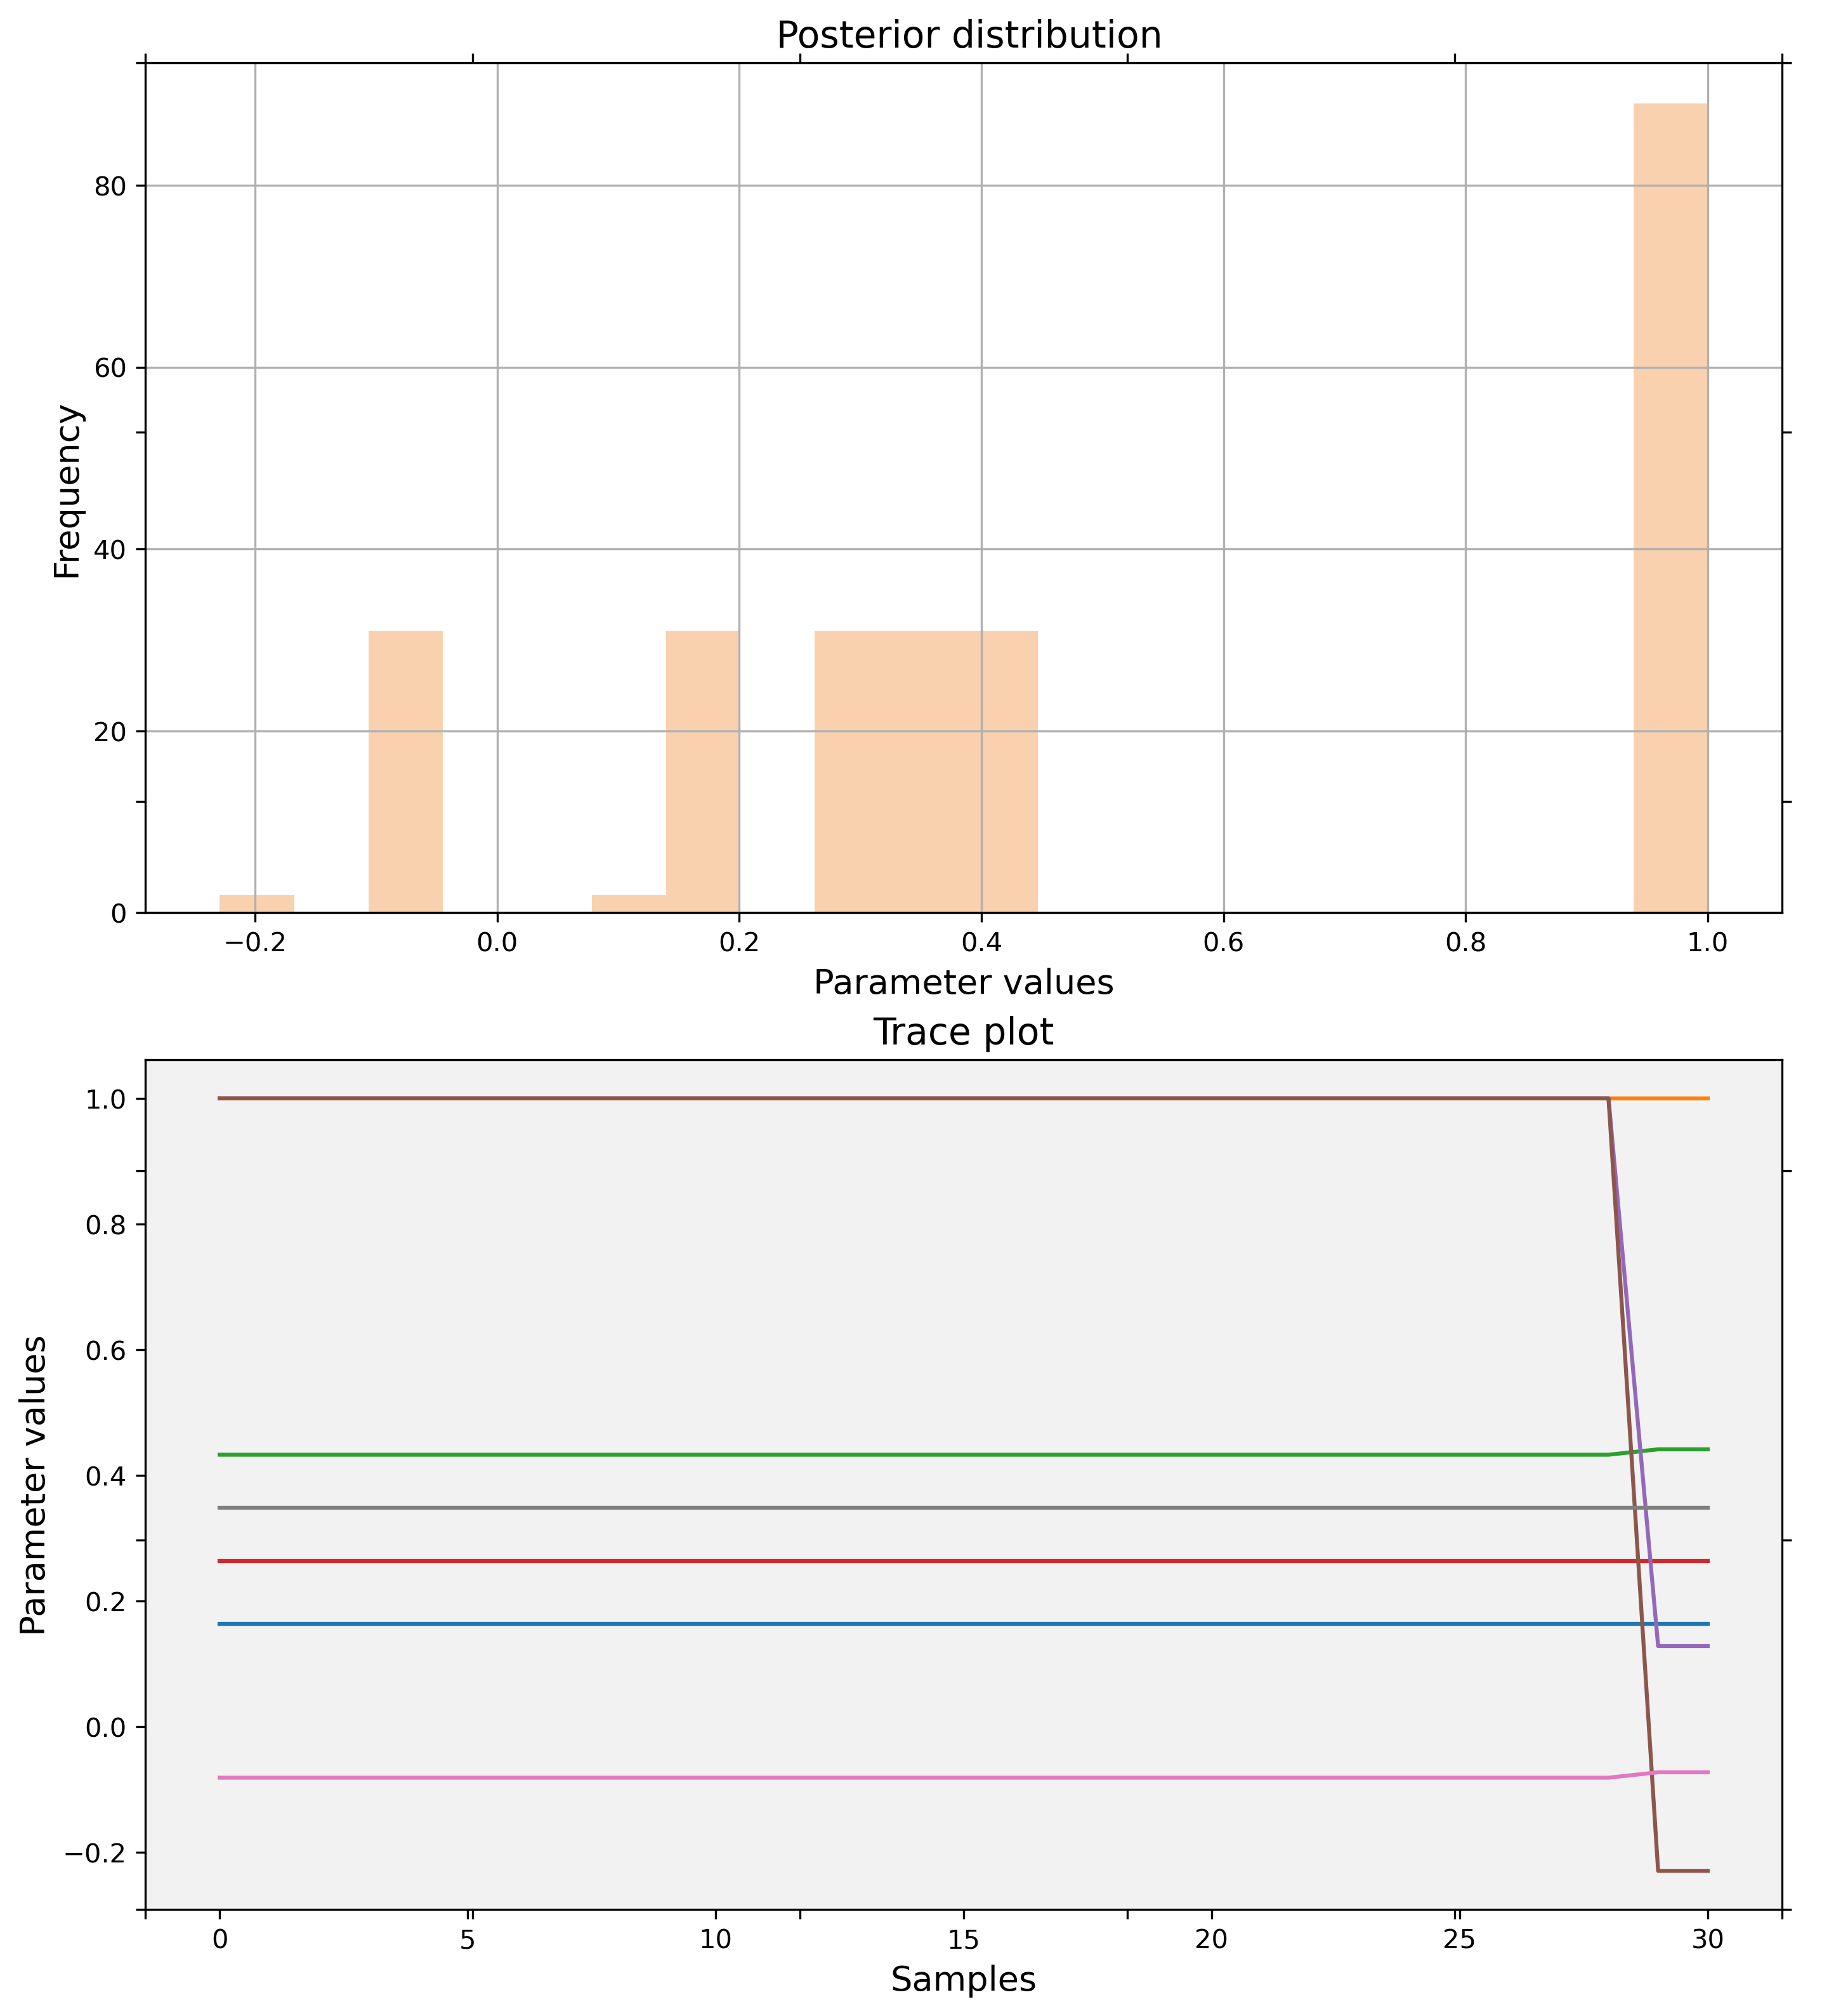 Posterior distribution
80
60
40
20
0
Frequency
−0.2 0.0 0.2 0.4 0.6 0.8 1.0
Parameter values
Trace plot
1.0
0.8
0.6
0.4
0.2
0.0
−0.2
Parameter values
0 5 10 15 20 25 30
Samples